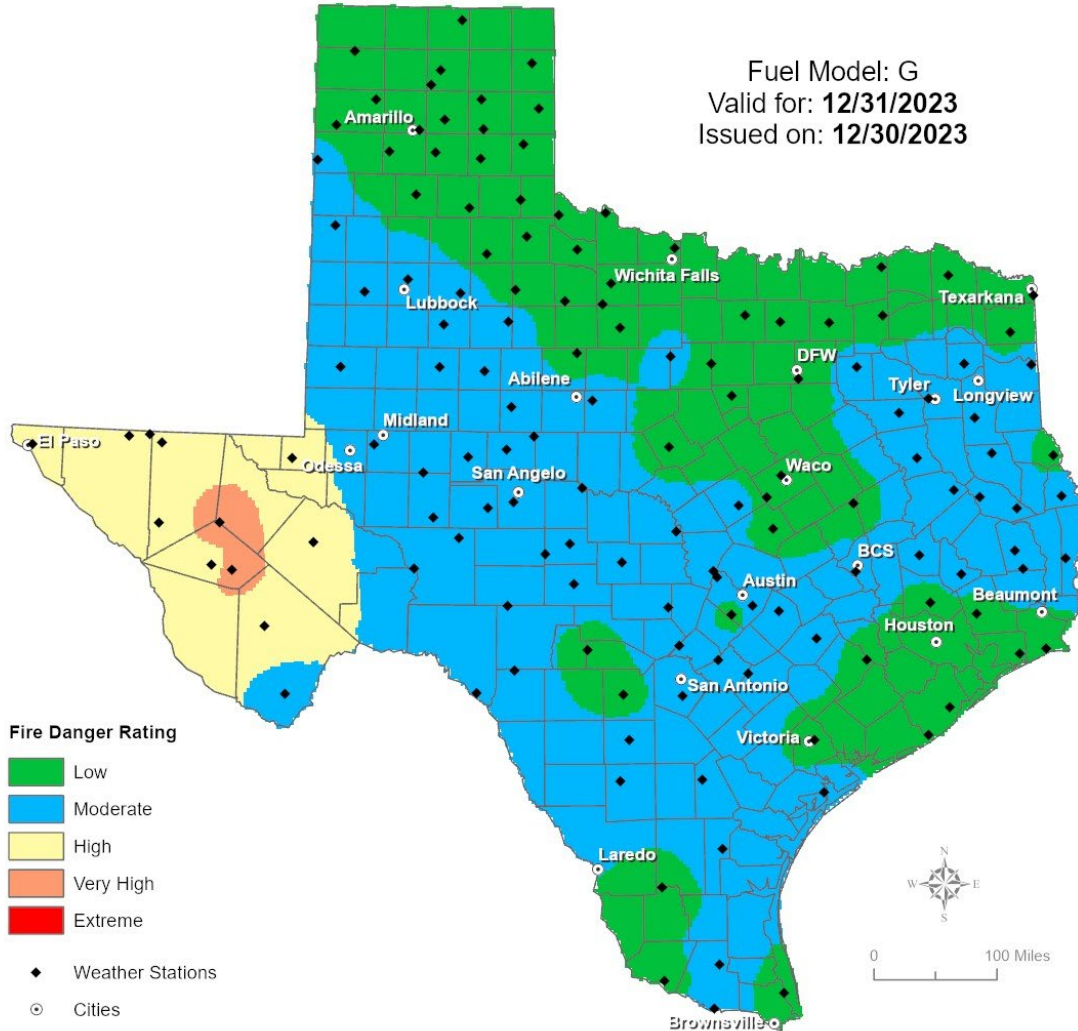 Fuel Model: G
Valid for: 12/31/2023
Issued on: 12/30/2023
Amarillo
Wichita Falls
Lubbock
Texarkana
DFW
Abilene
Tyler
Longview
Midland
El Paso
Odessa
San Angelo
Waco
BCS
Austin
Beaumont
Houston
San Antonio
Victoria
Laredo
Brownsville
Fire Danger Rating
Low
Moderate
High
Very High
Extreme
Weather Stations
Cities
N
W E
S
0 100 Miles